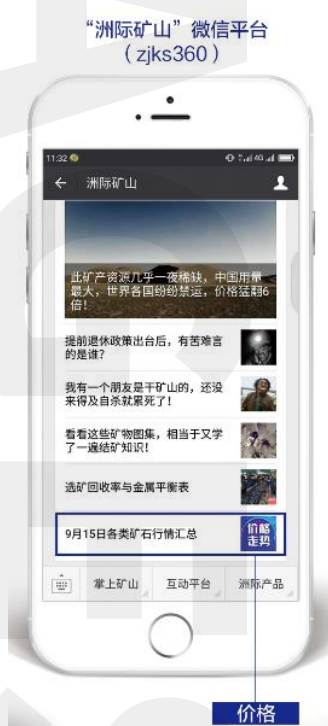 “洲际矿山”微信平台
（zjks360）
11:32
4G
洲际矿山
此矿产资源几乎一夜稀缺，中国用量
最大，世界各国纷纷禁运，价格猛翻6
倍！
提前退休政策出台后，有苦难言
的是谁？
我有一个朋友是干矿山的，还没
来得及自杀就累死了！
看看这些矿物图集，相当于又学
了一遍结矿知识！
选矿回收率与金属平衡表
9月15日各类矿石行情汇总
价格
走势
掌上矿山
互动平台
洲际产品
价格